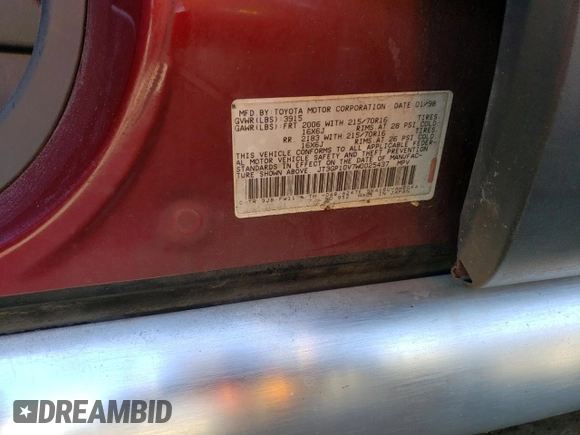 MFD.BY:TOYOTA MOTOR CORPORATION DATE 01/98
GVWR(LBS) 3915
GAWR(LBS) FRT 2006 WITH 215/70R16 TIRES
16X6J RIMS AT 28 PSI COLD
RR. 2183 WITH 215/70R16 TIRES
16X6J RIMS AT 26 PSI COLD
THIS VEHICLE CONFORMS TO ALL APPLICABLE FEDER-
AL MOTOR VEHICLE SAFETY AND THEFT PREVENTION
STANDARDS IN EFFECT ON THE DATE OF MANUFAC-
TURE SHOWN ABOVE JT3GP10V7W0025437 MPV
DREAMBID